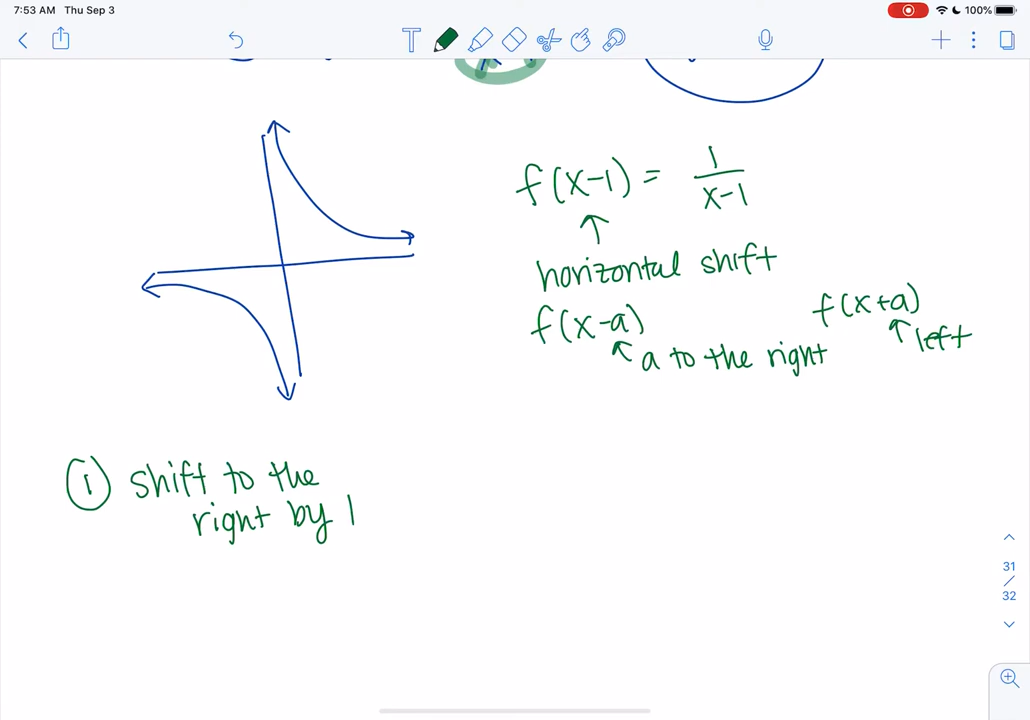 7:53 AM Thu Sep 3
100%
T
f(x-1) = 1/(x-1)
horizontal shift
f(x-a)
a to the right
f(x+a)
left
① shift to the
right by 1
31
/
32